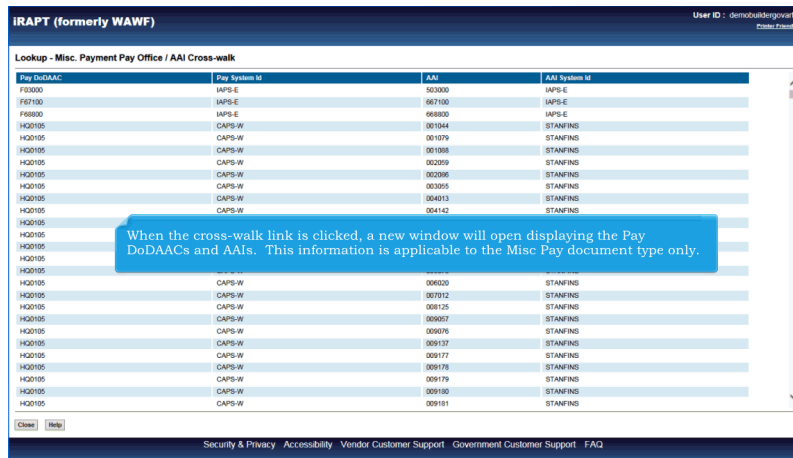 iRAPT (formerly WAWF)
User ID : demobuildergovar
Printer Friend
Lookup - Misc. Payment Pay Office / AAI Cross-walk
Pay DoDAAC Pay System Id AAI AAI System Id
F03000 IAPS-E 503000 IAPS-E
F67100 IAPS-E 667100 IAPS-E
F68800 IAPS-E 668800 IAPS-E
HQ0105 CAPS-W 001044 STANFINS
HQ0105 CAPS-W 001079 STANFINS
HQ0105 CAPS-W 001088 STANFINS
HQ0105 CAPS-W 002059 STANFINS
HQ0105 CAPS-W 002086 STANFINS
HQ0105 CAPS-W 003055 STANFINS
HQ0105 CAPS-W 004013 STANFINS
HQ0105 CAPS-W 004142 STANFINS
HQ0105
HQ0105
HQ0105
HQ0105
When the cross-walk link is clicked, a new window will open displaying the Pay
DoDAACs and AAIs. This information is applicable to the Misc Pay document type only.
HQ0105 CAPS-W 006020 STANFINS
HQ0105 CAPS-W 007012 STANFINS
HQ0105 CAPS-W 008125 STANFINS
HQ0105 CAPS-W 009057 STANFINS
HQ0105 CAPS-W 009076 STANFINS
HQ0105 CAPS-W 009137 STANFINS
HQ0105 CAPS-W 009177 STANFINS
HQ0105 CAPS-W 009178 STANFINS
HQ0105 CAPS-W 009179 STANFINS
HQ0105 CAPS-W 009180 STANFINS
HQ0105 CAPS-W 009181 STANFINS
Close Help
Security & Privacy Accessibility Vendor Customer Support Government Customer Support FAQ